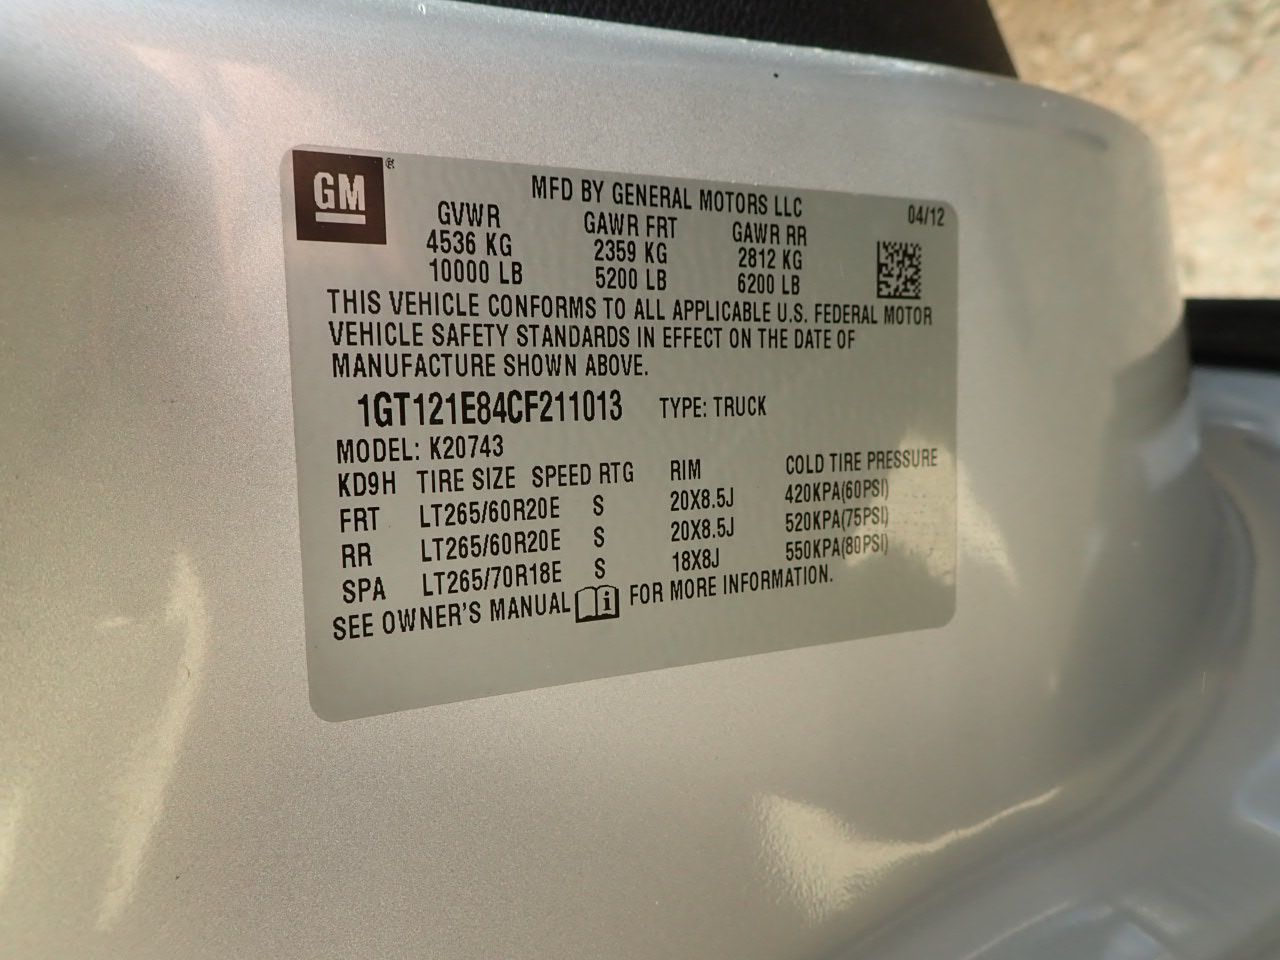 GM®
MFD BY GENERAL MOTORS LLC 04/12
GVWR GAWR FRT GAWR RR
4536 KG 2359 KG 2812 KG
10000 LB 5200 LB 6200 LB
THIS VEHICLE CONFORMS TO ALL APPLICABLE U.S. FEDERAL MOTOR
VEHICLE SAFETY STANDARDS IN EFFECT ON THE DATE OF
MANUFACTURE SHOWN ABOVE.
1GT121E84CF211013 TYPE: TRUCK
MODEL: K20743
KD9H TIRE SIZE SPEED RTG RIM COLD TIRE PRESSURE
FRT LT265/60R20E S 20X8.5J 420KPA(60PSI)
RR LT265/60R20E S 20X8.5J 520KPA(75PSI)
SPA LT265/70R18E S 18X8J 550KPA(80PSI)
SEE OWNER'S MANUAL i FOR MORE INFORMATION.